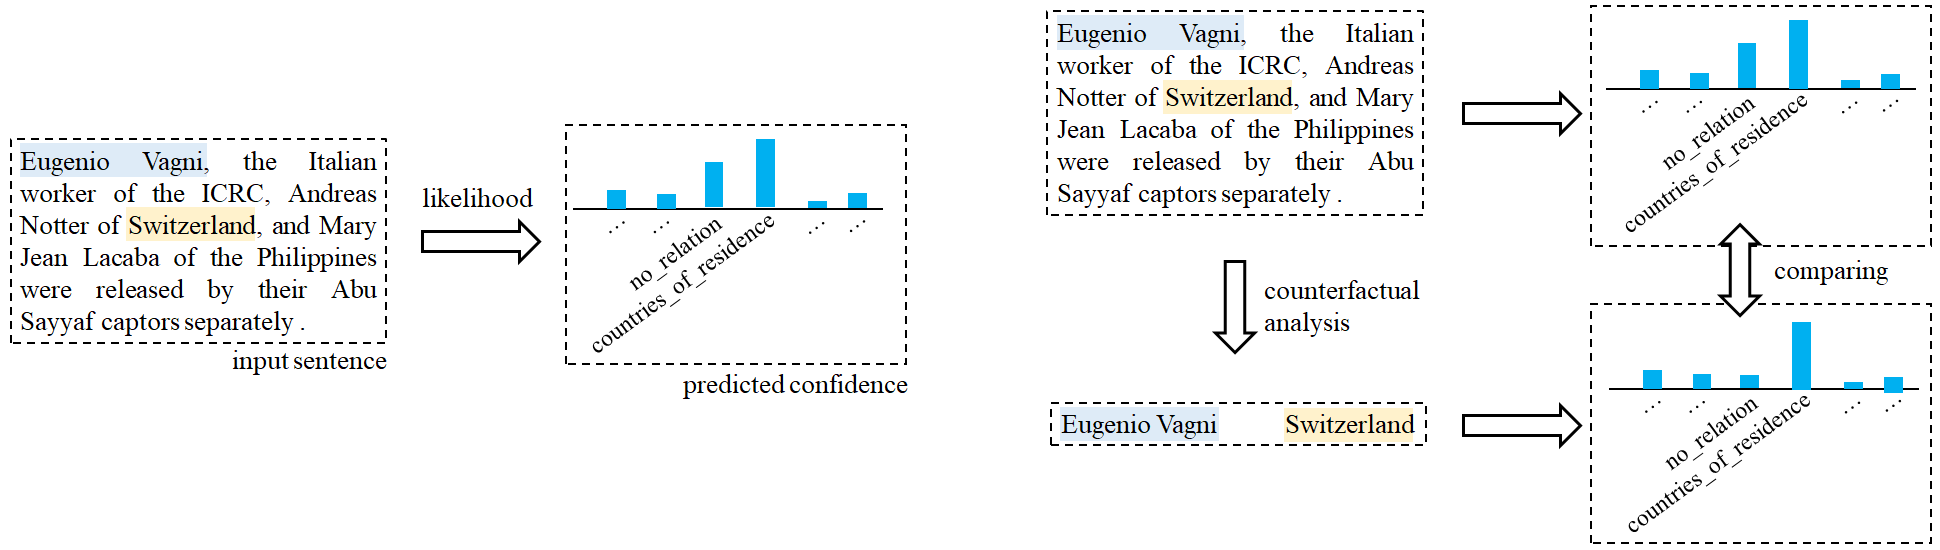 Eugenio Vagni, the Italian
worker of the ICRC, Andreas
Notter of Switzerland, and Mary
Jean Lacaba of the Philippines
were released by their Abu
Sayyaf captors separately .
input sentence
likelihood
...
...
no_relation
countries_of_residence
...
...
predicted confidence
Eugenio Vagni, the Italian
worker of the ICRC, Andreas
Notter of Switzerland, and Mary
Jean Lacaba of the Philippines
were released by their Abu
Sayyaf captors separately .
...
...
no_relation
countries_of_residence
...
...
counterfactual
analysis
comparing
Eugenio Vagni Switzerland
...
...
no_relation
countries_of_residence
...
...